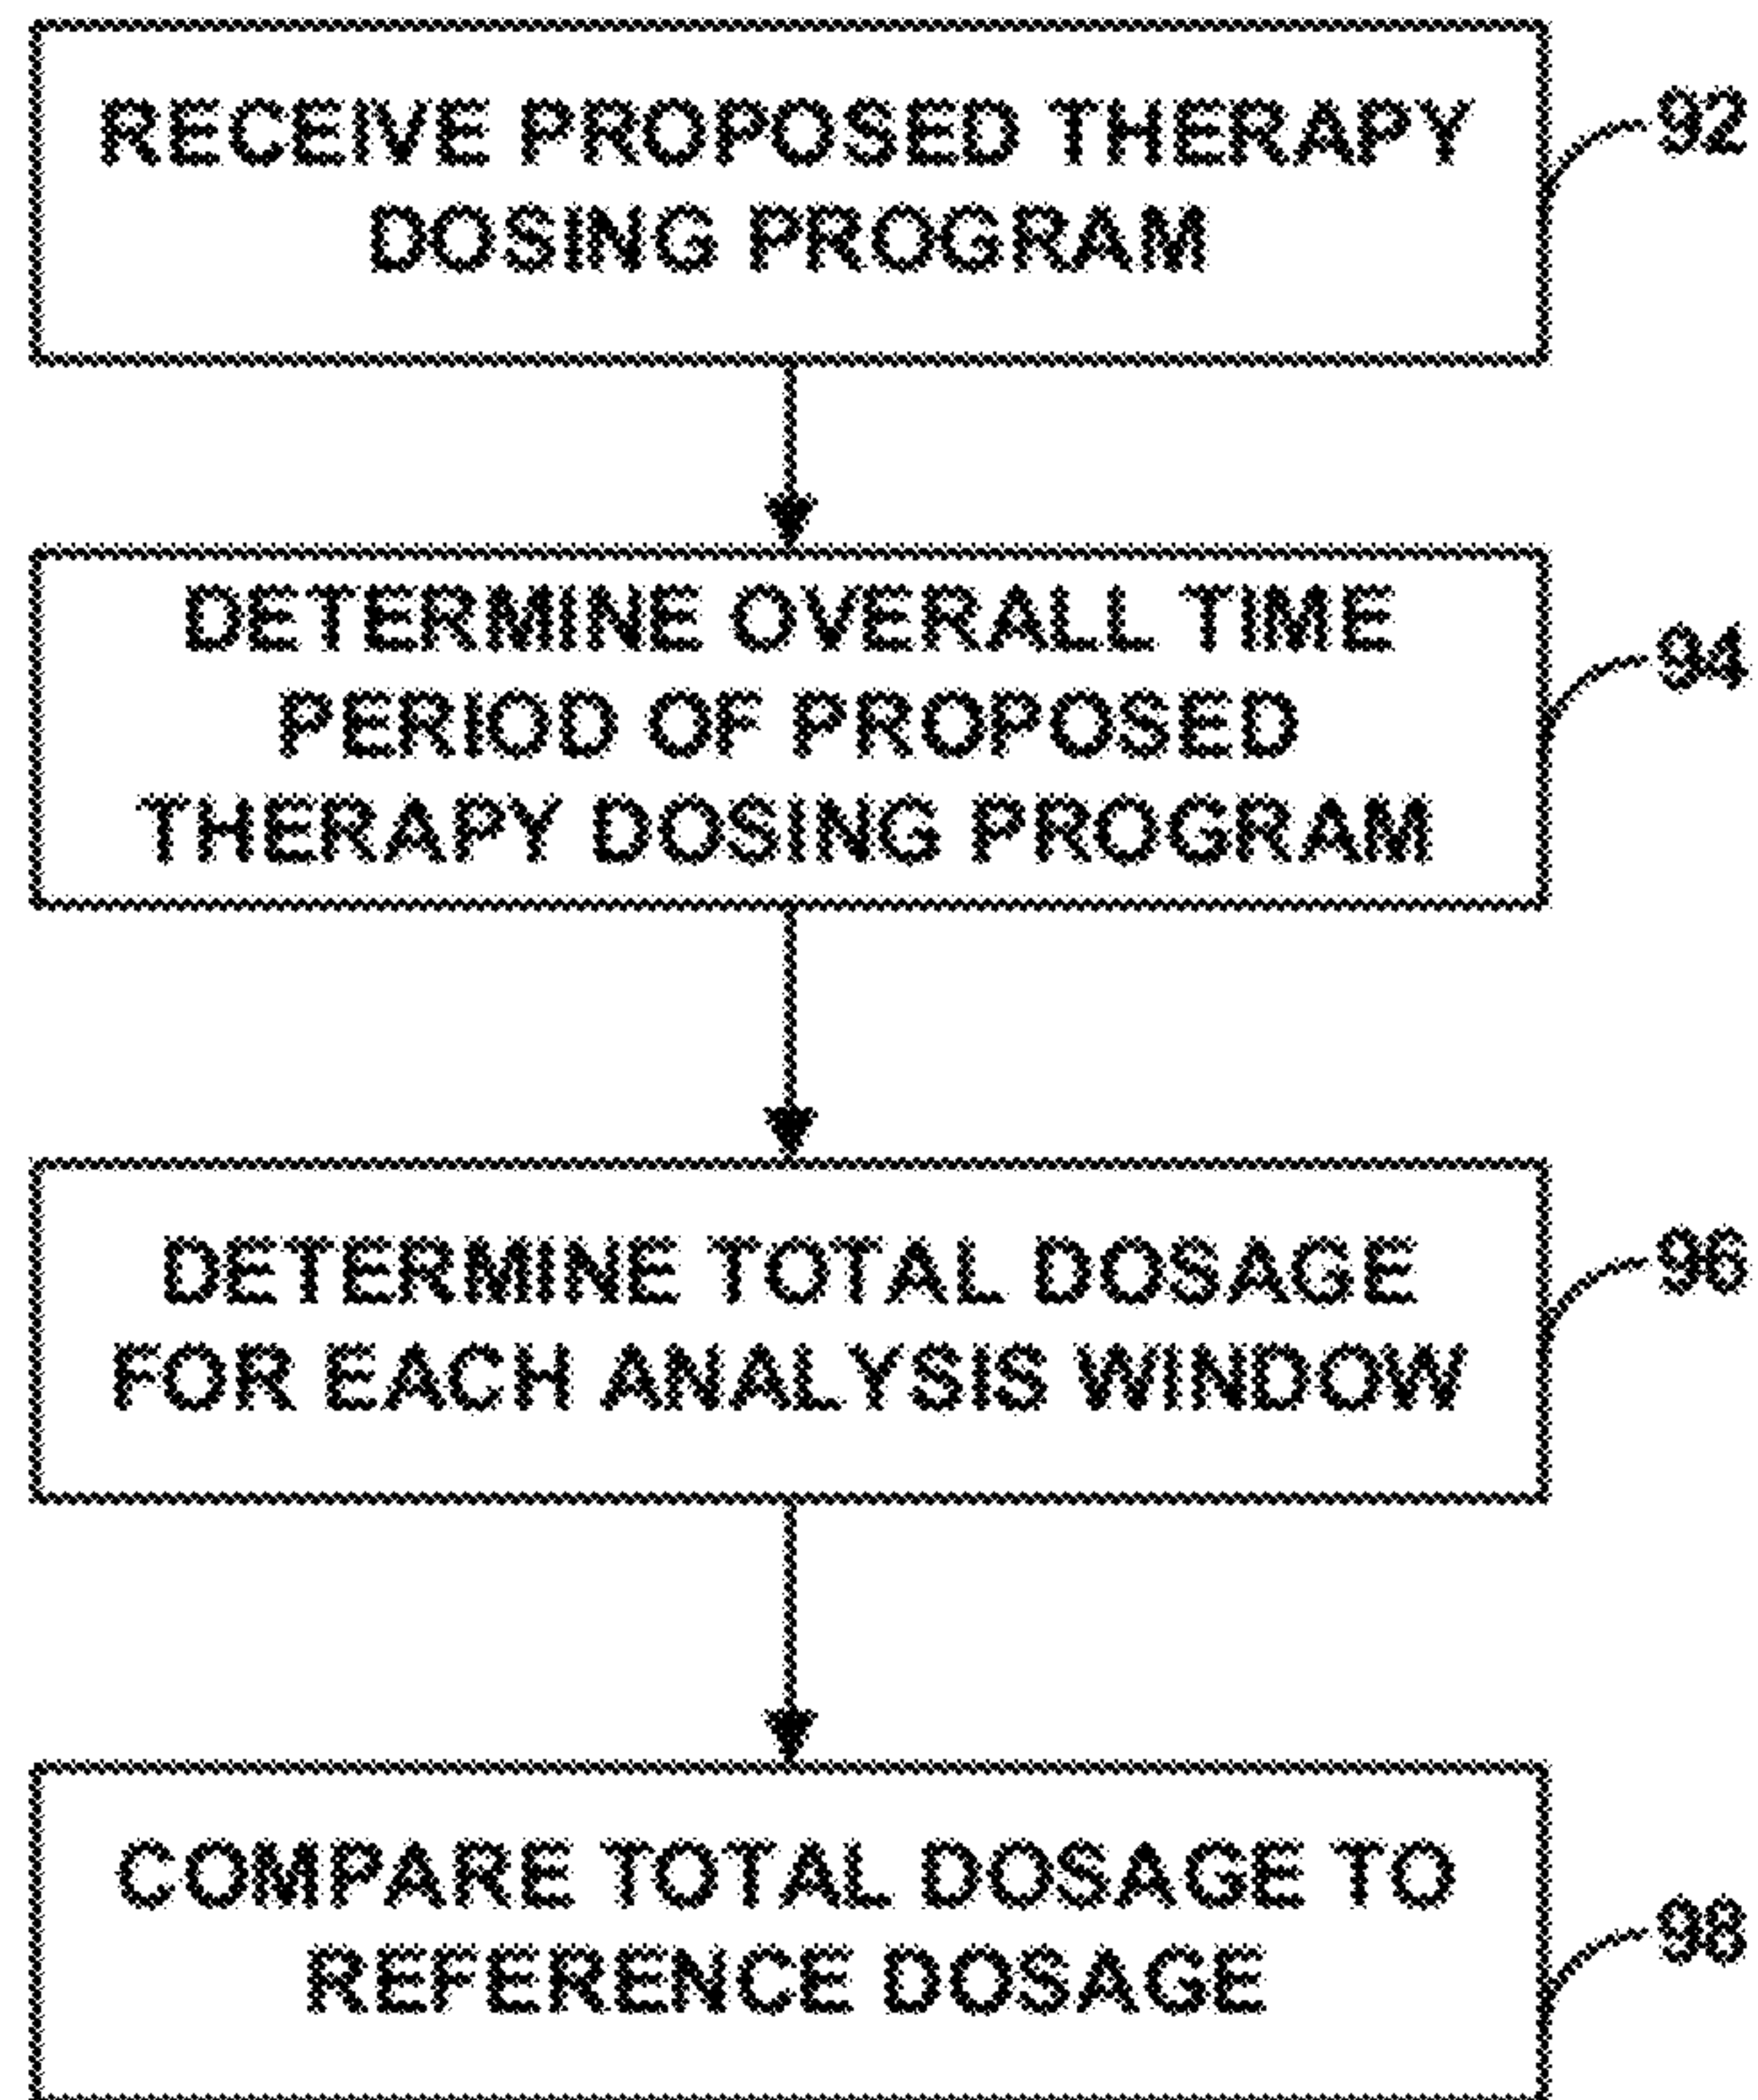 RECEIVE PROPOSED THERAPY
DOSING PROGRAM
92
DETERMINE OVERALL TIME
PERIOD OF PROPOSED
THERAPY DOSING PROGRAM
94
DETERMINE TOTAL DOSAGE
FOR EACH ANALYSIS WINDOW
96
COMPARE TOTAL DOSAGE TO
REFERENCE DOSAGE
98